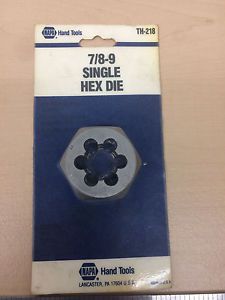 NAPA Hand Tools TH-218
7/8-9
SINGLE
HEX DIE
NAPA Hand Tools
LANCASTER, PA 17604 U.S.